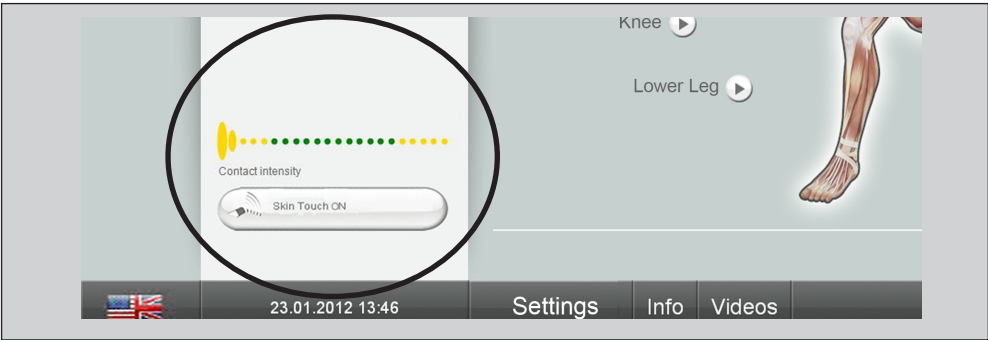 Knee
Lower Leg
Contact intensity
Skin Touch ON
23.01.2012 13:46 Settings Info Videos